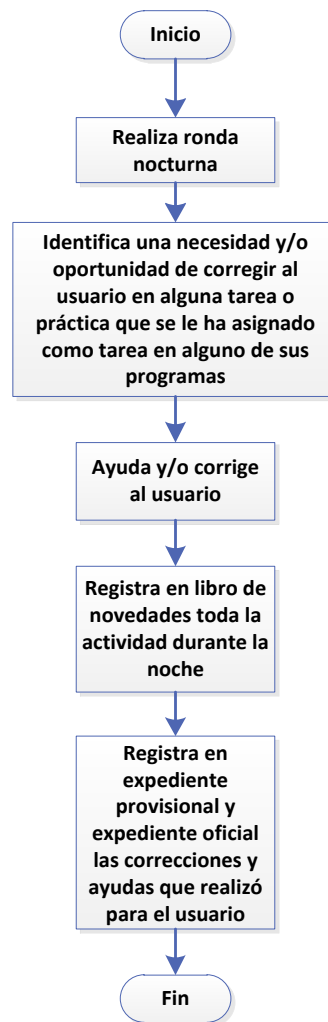 Inicio
Realiza ronda
nocturna
Identifica una necesidad y/o
oportunidad de corregir al
usuario en alguna tarea o
práctica que se le ha asignado
como tarea en alguno de sus
programas
Ayuda y/o corrige
al usuario
Registra en libro de
novedades toda la
actividad durante la
noche
Registra en
expediente
provisional y
expediente oficial
las correcciones y
ayudas que realizó
para el usuario
Fin